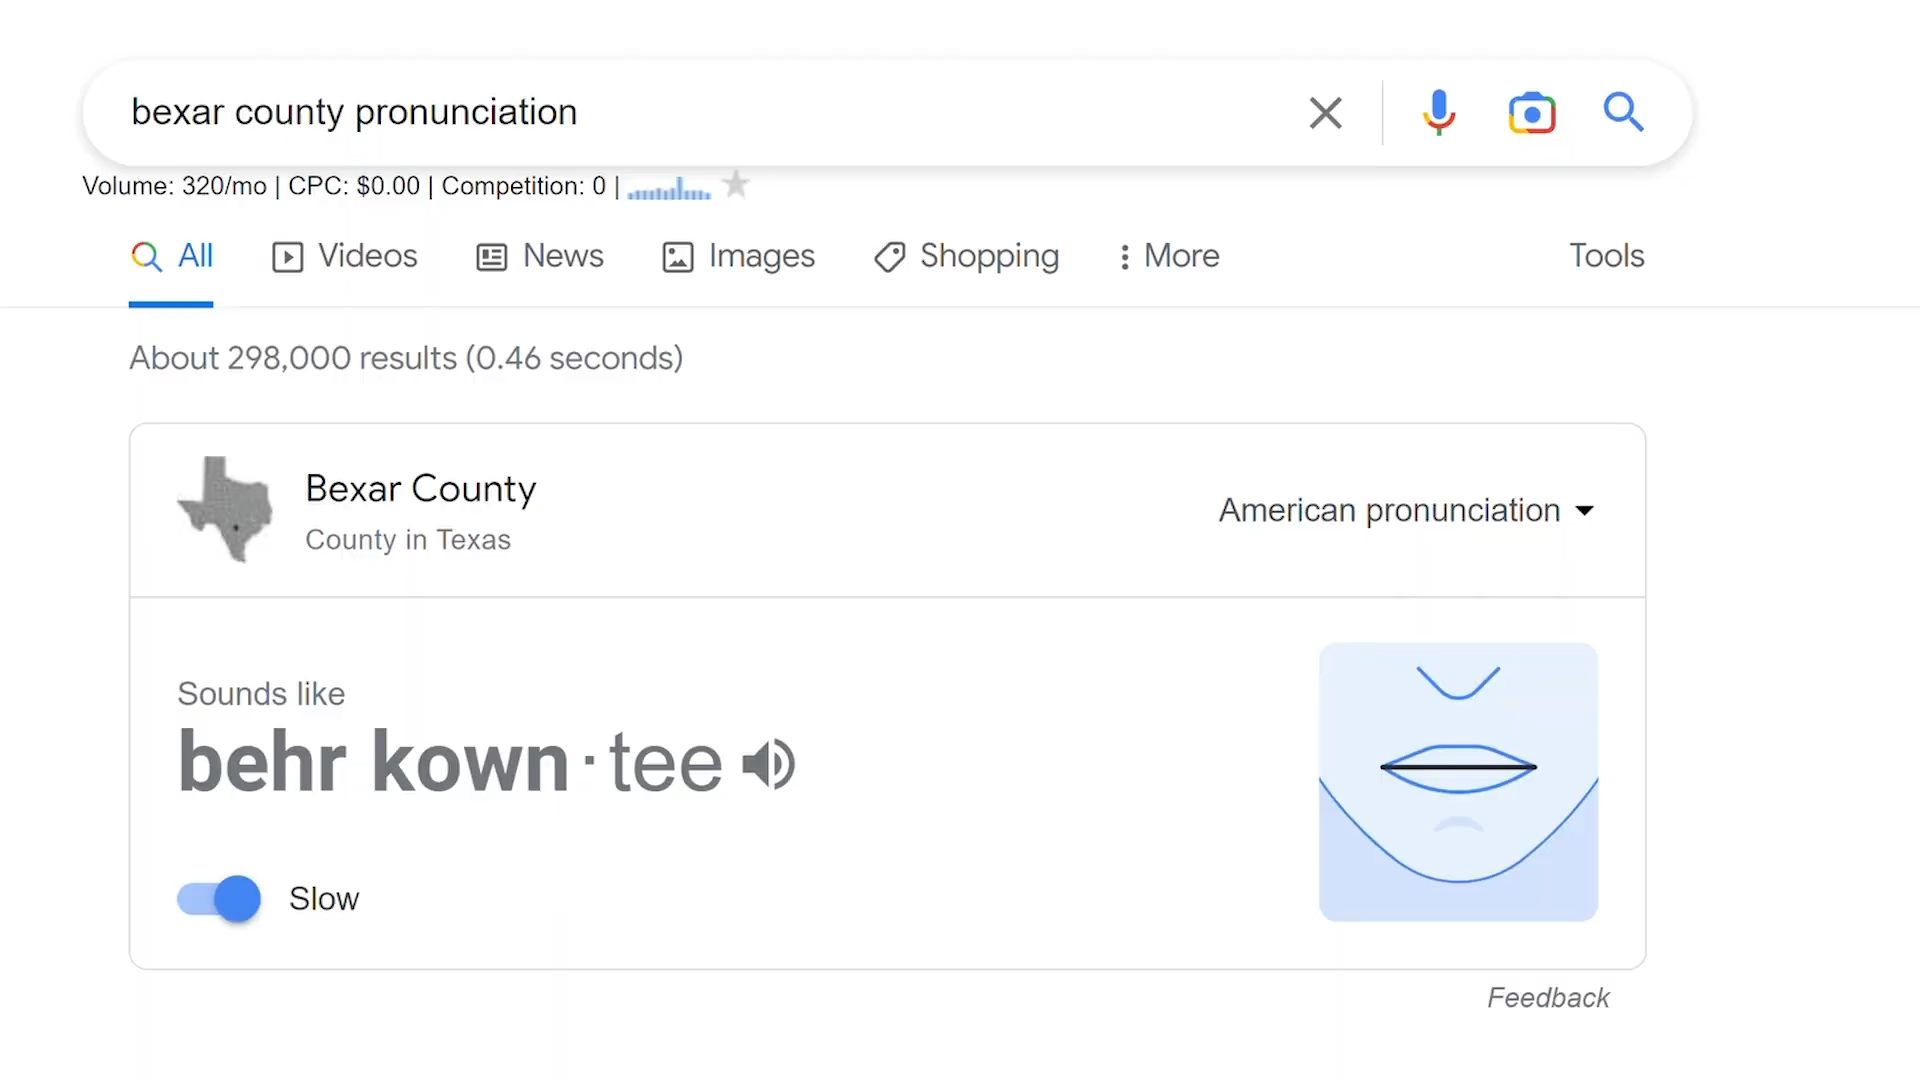 bexar county pronunciation
Volume: 320/mo | CPC: $0.00 | Competition: 0 |
All Videos News Images Shopping More Tools
About 298,000 results (0.46 seconds)
Bexar County
County in Texas
American pronunciation
Sounds like
behr kown·tee
Slow
Feedback